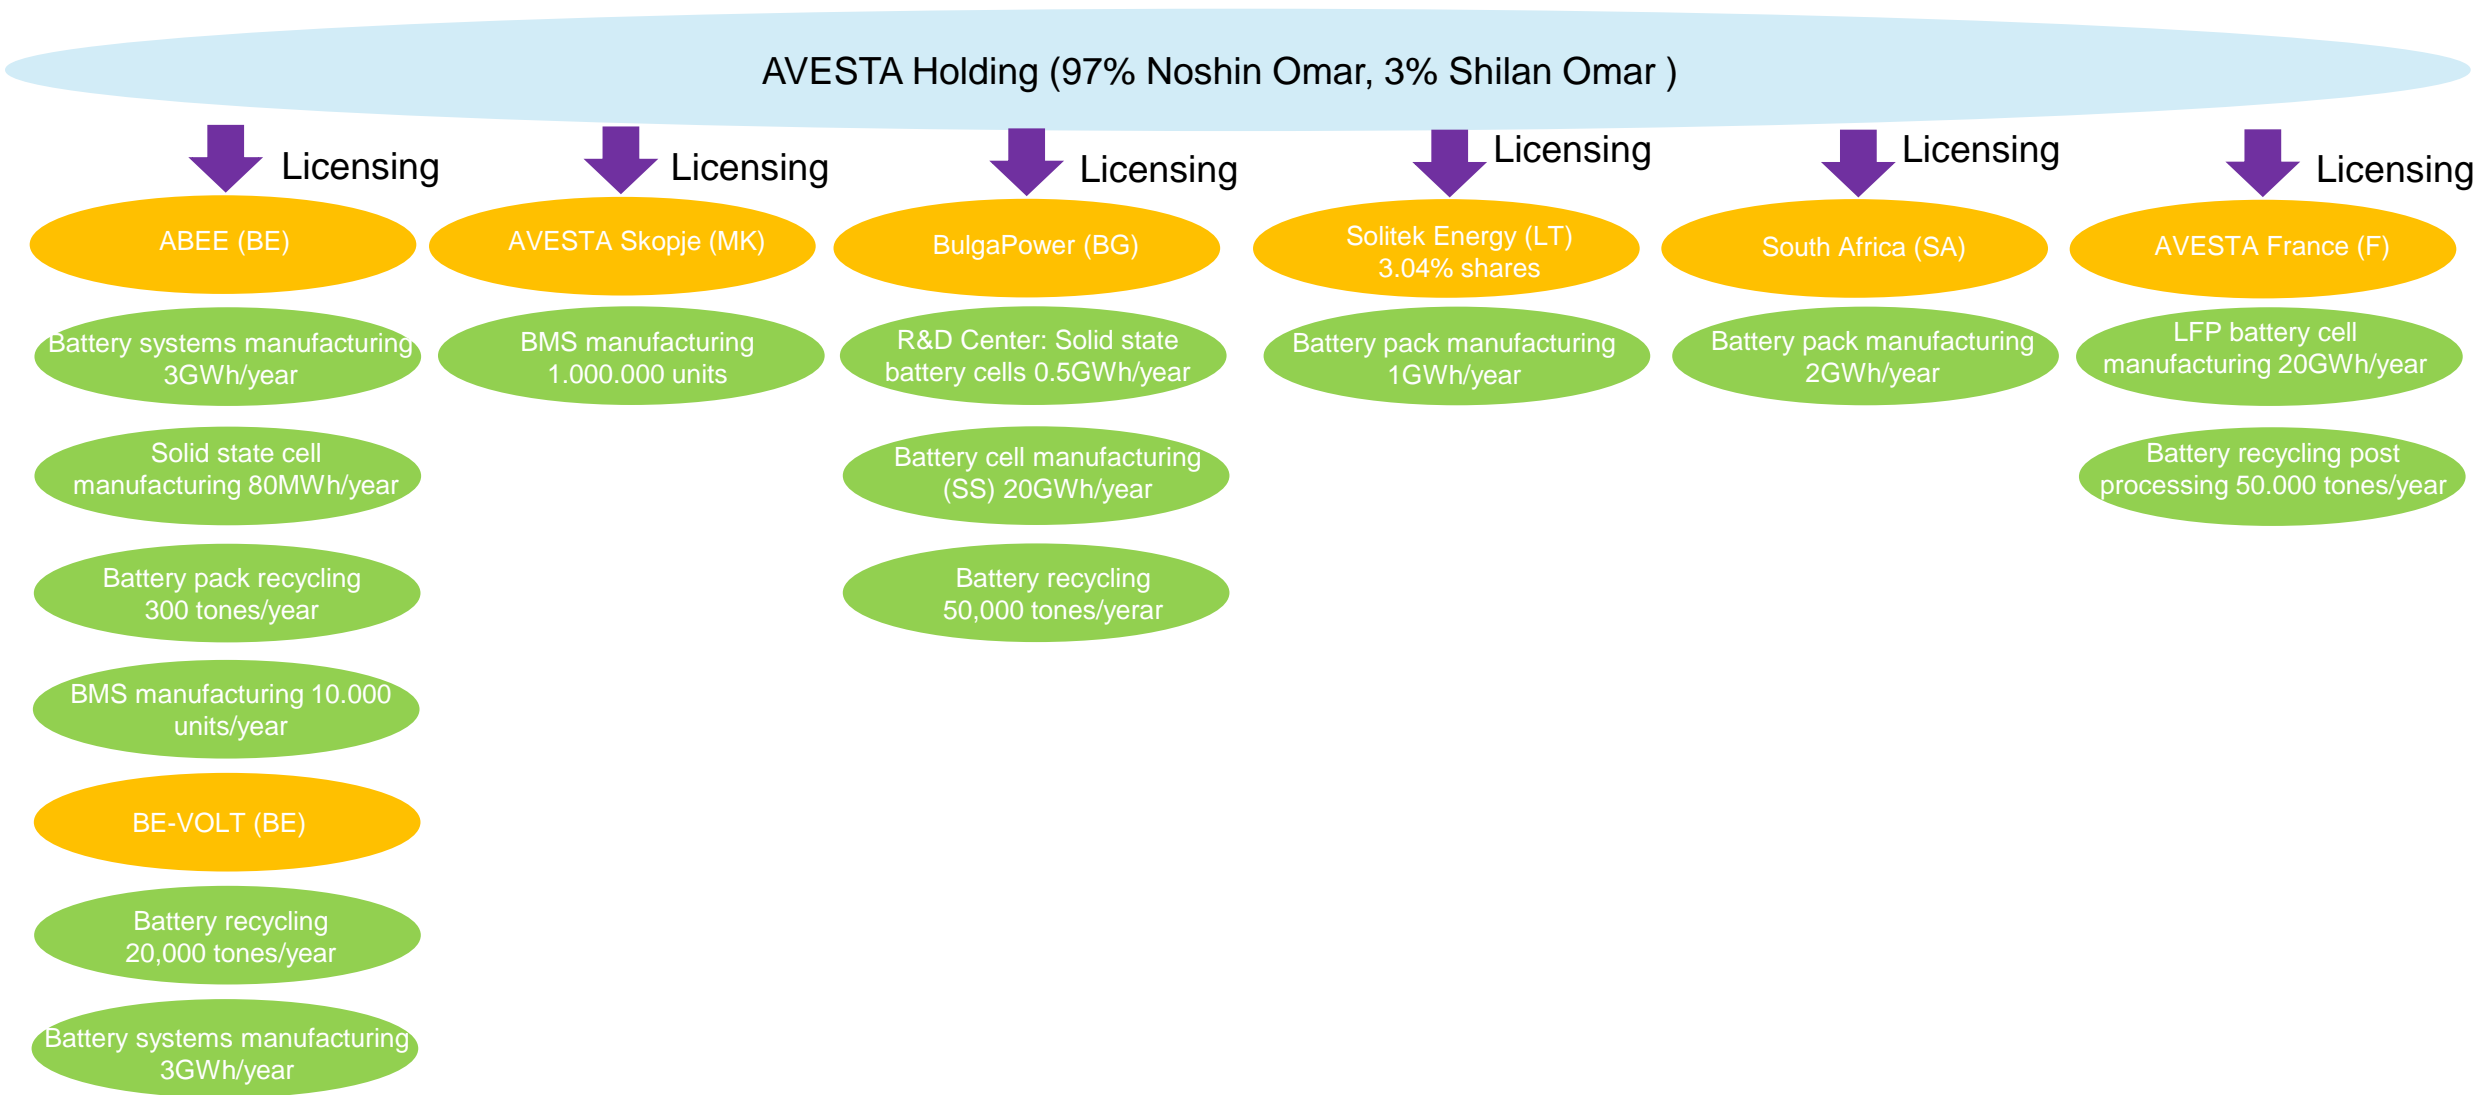 AVESTA Holding (97% Noshin Omar, 3% Shilan Omar )
Licensing
Licensing
Licensing
Licensing
Licensing
Licensing
ABEE (BE)
Battery systems manufacturing
3GWh/year
Solid state cell
manufacturing 80MWh/year
Battery pack recycling
300 tones/year
BMS manufacturing 10.000
units/year
BE-VOLT (BE)
Battery recycling
20,000 tones/year
Battery systems manufacturing
3GWh/year
AVESTA Skopje (MK)
BMS manufacturing
1.000.000 units
BulgaPower (BG)
R&D Center: Solid state
battery cells 0.5GWh/year
Battery cell manufacturing
(SS) 20GWh/year
Battery recycling
50,000 tones/yerar
Solitek Energy (LT)
3.04% shares
Battery pack manufacturing
1GWh/year
South Africa (SA)
Battery pack manufacturing
2GWh/year
AVESTA France (F)
LFP battery cell
manufacturing 20GWh/year
Battery recycling post
processing 50.000 tones/year